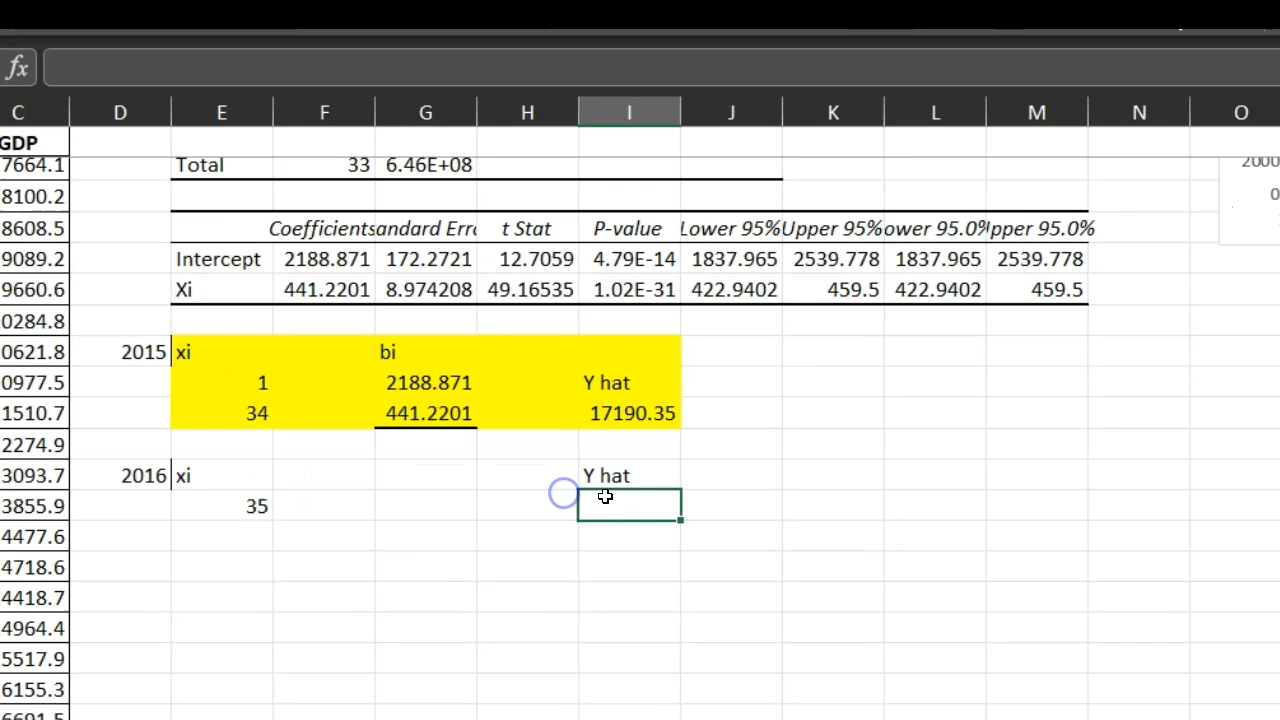 fx
C D E F G H I J K L M N O
GDP
7664.1 Total 33 6.46E+08 2000
8100.2 0
8608.5 Coefficients andard Erro t Stat P-value Lower 95% Upper 95% ower 95.0% pper 95.0%
9089.2 Intercept 2188.871 172.2721 12.7059 4.79E-14 1837.965 2539.778 1837.965 2539.778
9660.6 Xi 441.2201 8.974208 49.16535 1.02E-31 422.9402 459.5 422.9402 459.5
0284.8
0621.8 2015 xi bi
0977.5 1 2188.871 Y hat
1510.7 34 441.2201 17190.35
2274.9
3093.7 2016 xi Y hat
3855.9 35
4477.6
4718.6
4418.7
4964.4
5517.9
6155.3
6691.5